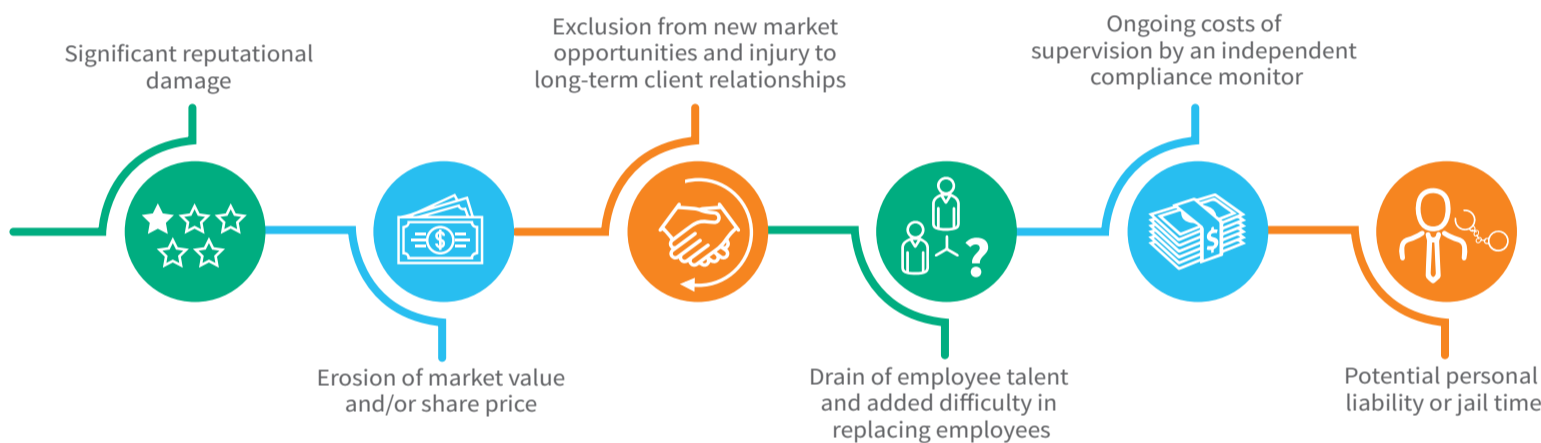 Significant reputational
damage
Erosion of market value
and/or share price
Exclusion from new market
opportunities and injury to
long-term client relationships
Drain of employee talent
and added difficulty in
replacing employees
Ongoing costs of
supervision by an independent
compliance monitor
Potential personal
liability or jail time
$
?
$